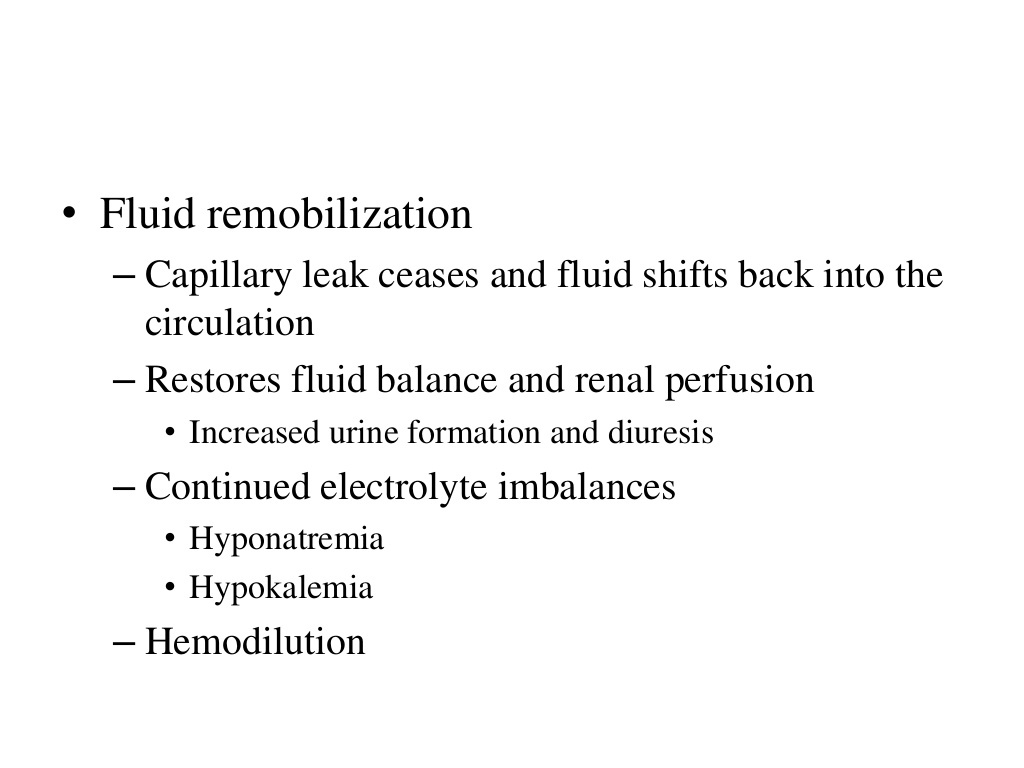 • Fluid remobilization
– Capillary leak ceases and fluid shifts back into the
circulation
– Restores fluid balance and renal perfusion
• Increased urine formation and diuresis
– Continued electrolyte imbalances
• Hyponatremia
• Hypokalemia
– Hemodilution